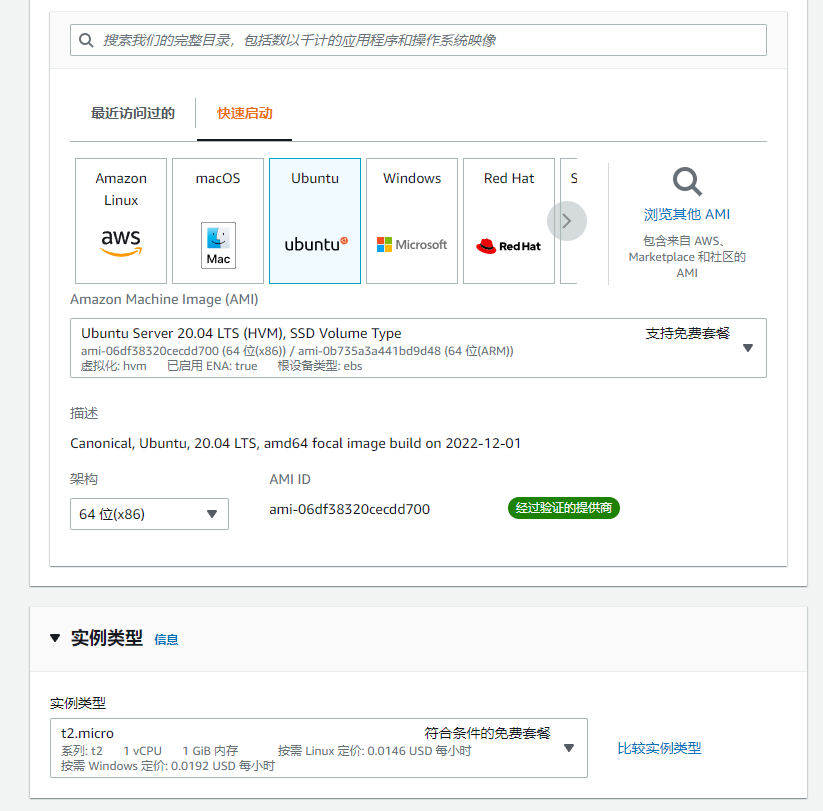 搜索我们的完整目录，包括数以千计的应用程序和操作系统映像
最近访问过的
快速启动
Amazon Linux
aws
macOS
Mac
Ubuntu
ubuntu
Windows
Microsoft
Red Hat
Red Hat
S
浏览其他 AMI
包含来自 AWS、
Marketplace 和社区的
AMI
Amazon Machine Image (AMI)
Ubuntu Server 20.04 LTS (HVM), SSD Volume Type
支持免费套餐
ami-06df38320cecdd700 (64 位(x86)) / ami-0b735a3a441bd9d48 (64 位(ARM))
虚拟化: hvm 已启用 ENA: true 根设备类型: ebs
描述
Canonical, Ubuntu, 20.04 LTS, amd64 focal image build on 2022-12-01
架构
AMI ID
64 位(x86)
ami-06df38320cecdd700
经过验证的提供商
实例类型 信息
实例类型
t2.micro
符合条件的免费套餐
系列: t2 1 vCPU 1 GiB 内存 按需 Linux 定价: 0.0146 USD 每小时
按需 Windows 定价: 0.0192 USD 每小时
比较实例类型